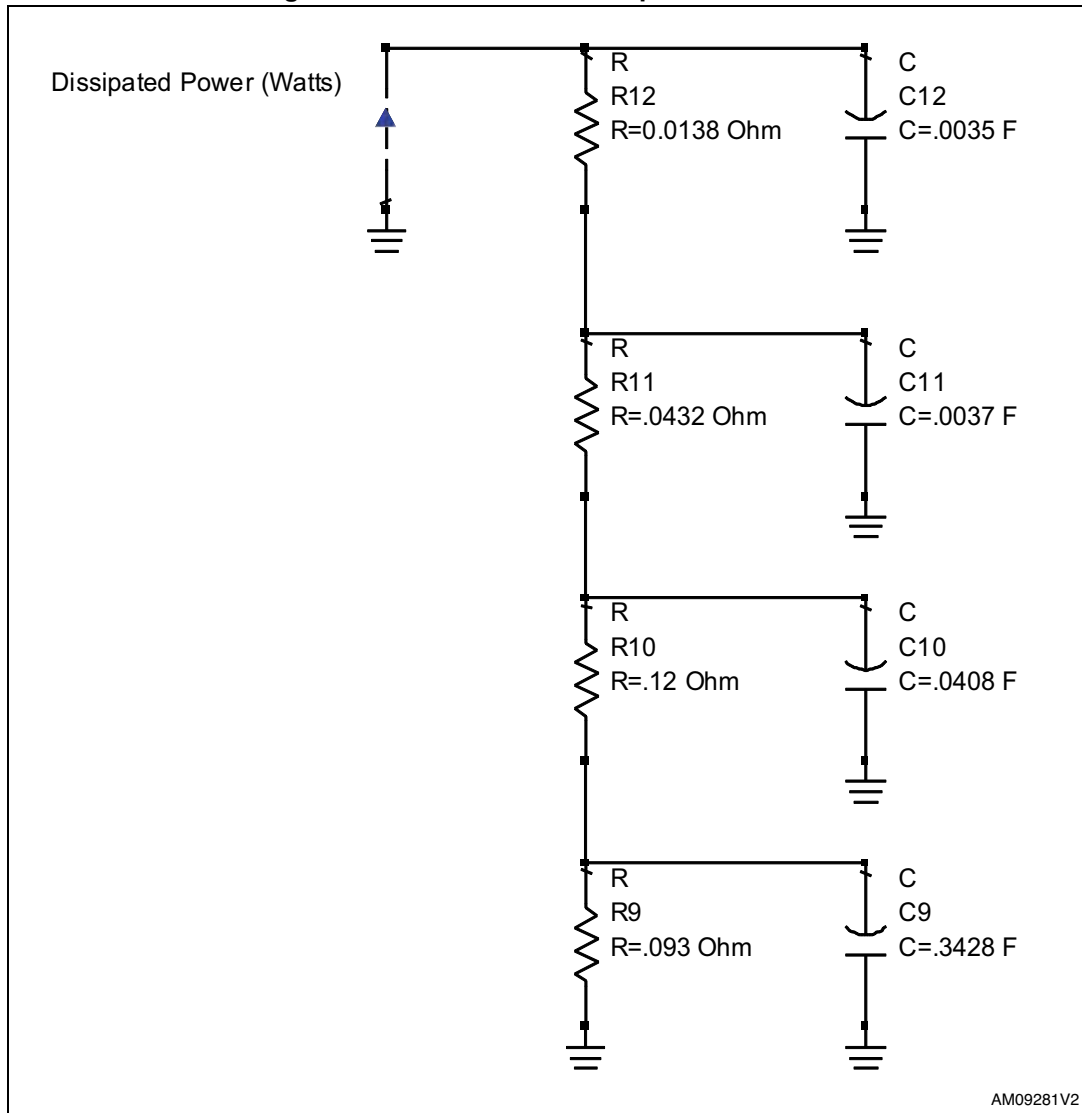 Dissipated Power (Watts)
R
R12
R=0.0138 Ohm
C
C12
C=.0035 F
R
R11
R=.0432 Ohm
C
C11
C=.0037 F
R
R10
R=.12 Ohm
C
C10
C=.0408 F
R
R9
R=.093 Ohm
C
C9
C=.3428 F
AM09281V2